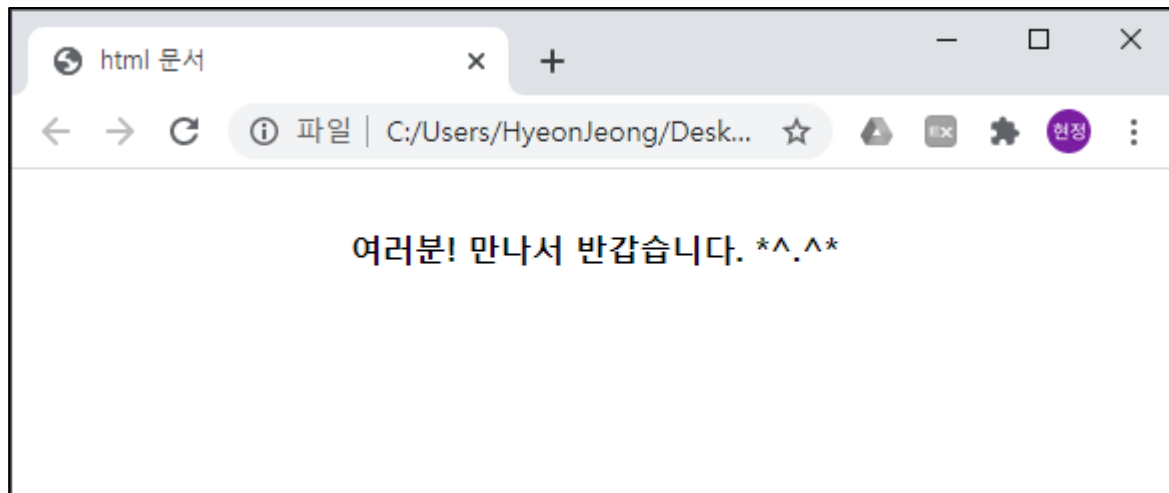 html 문서
파일 | C:/Users/HyeonJeong/Desk...
EX
현정
여러분! 만나서 반갑습니다. *^.^*